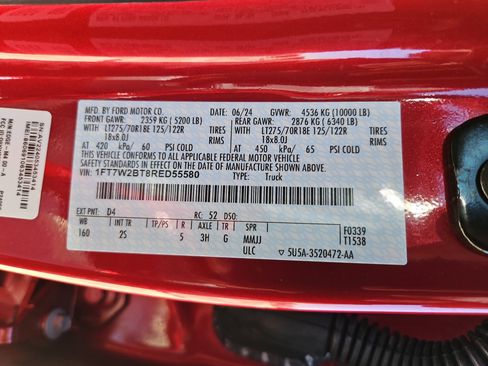 MFD. BY FORD MOTOR CO.
DATE: 06/24 GVWR: 4536 KG (10000 LB)
FRONT GAWR: 2359 KG (5200 LB) REAR GAWR: 2876 KG (6340 LB)
WITH LT275/70R18E 125/122R WITH LT275/70R18E 125/122R
TIRES TIRES
18x8.0J RIMS 18x8.0J RIMS
AT 420 kPa/ 60 PSI COLD AT 450 kPa/ 65 PSI COLD
THIS VEHICLE CONFORMS TO ALL APPLICABLE FEDERAL MOTOR VEHICLE SAFETY
STANDARDS IN EFFECT ON THE DATE OF MANUFACTURE SHOWN ABOVE.
VIN: 1FT7W2BT8RED55580
TYPE: Truck
EXT PNT: D4 RC: 52 DSO:
WB INT TR TP/PS R AXLE TR SPR
160 2S 5 3H G MMJJ
ULC
F0339
T1538
5U5A-3520472-AA